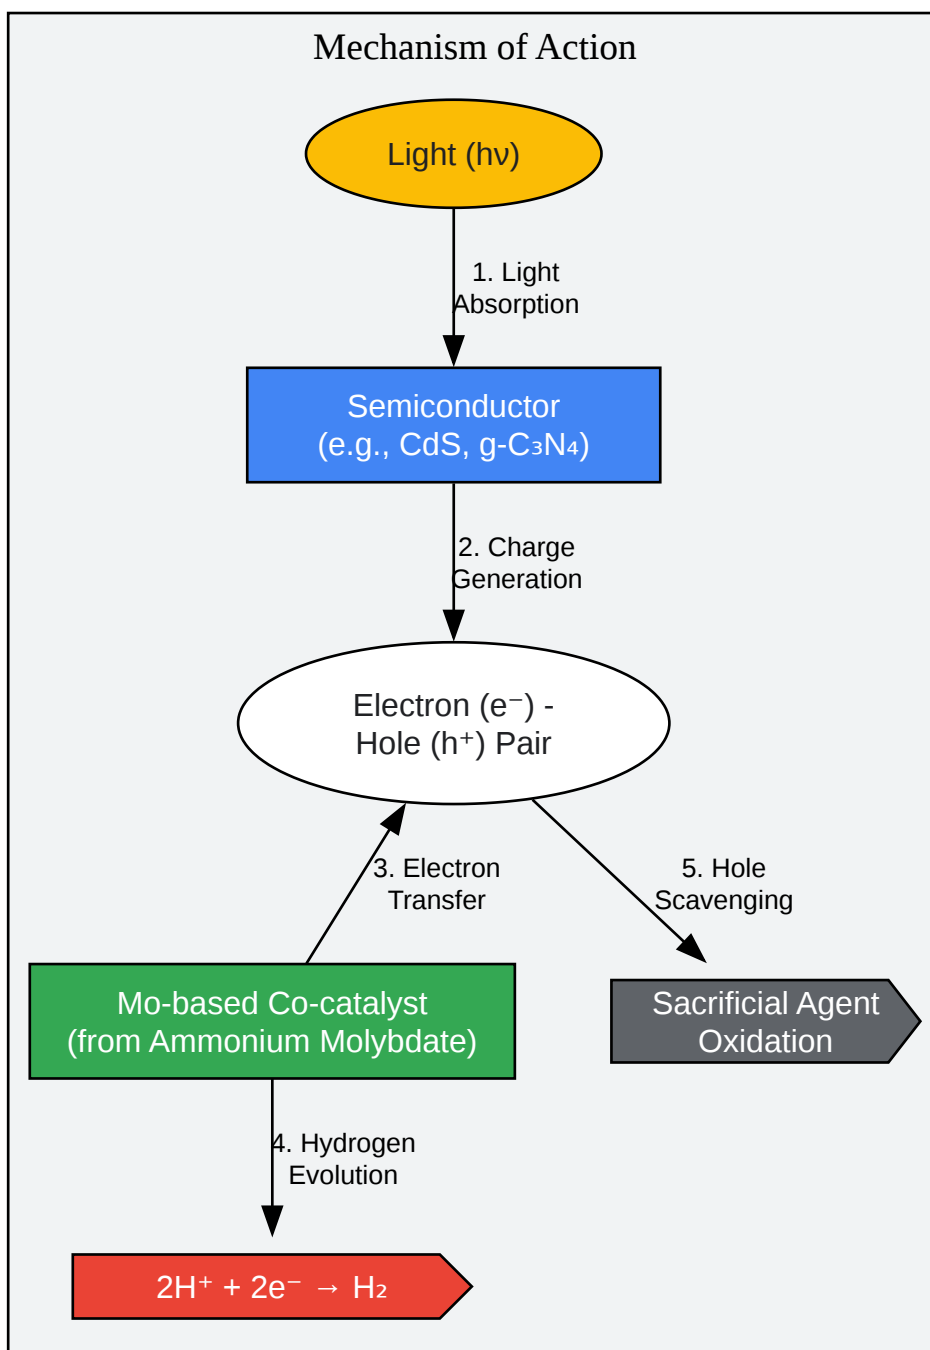 Mechanism of Action
Light (hν)
1. Light
Absorption
Semiconductor
(e.g., CdS, g-C₃N₄)
2. Charge
Generation
Electron (e⁻) -
Hole (h⁺) Pair
3. Electron
Transfer
5. Hole
Scavenging
Mo-based Co-catalyst
(from Ammonium Molybdate)
Sacrificial Agent
Oxidation
4. Hydrogen
Evolution
2H⁺ + 2e⁻ → H₂